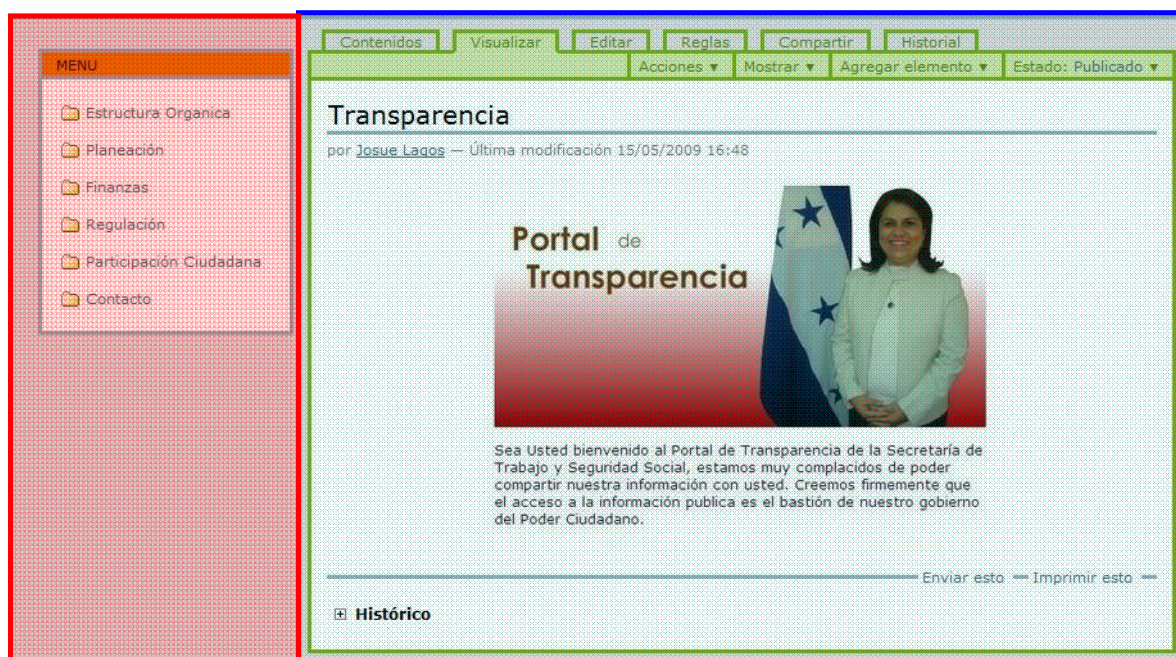 Contenidos Visualizar Editar Reglas Compartir Historial
Acciones ▼ Mostrar ▼ Agregar elemento ▼ Estado: Publicado ▼
MENU
Estructura Organica
Planeación
Finanzas
Regulación
Participación Ciudadana
Contacto
Transparencia
por Josue Lagos — Última modificación 15/05/2009 16:48
Portal de
Transparencia
Sea Usted bienvenido al Portal de Transparencia de la Secretaría de
Trabajo y Seguridad Social, estamos muy complacidos de poder
compartir nuestra información con usted. Creemos firmemente que
el acceso a la información publica es el bastión de nuestro gobierno
del Poder Ciudadano.
Enviar esto — Imprimir esto —
Histórico